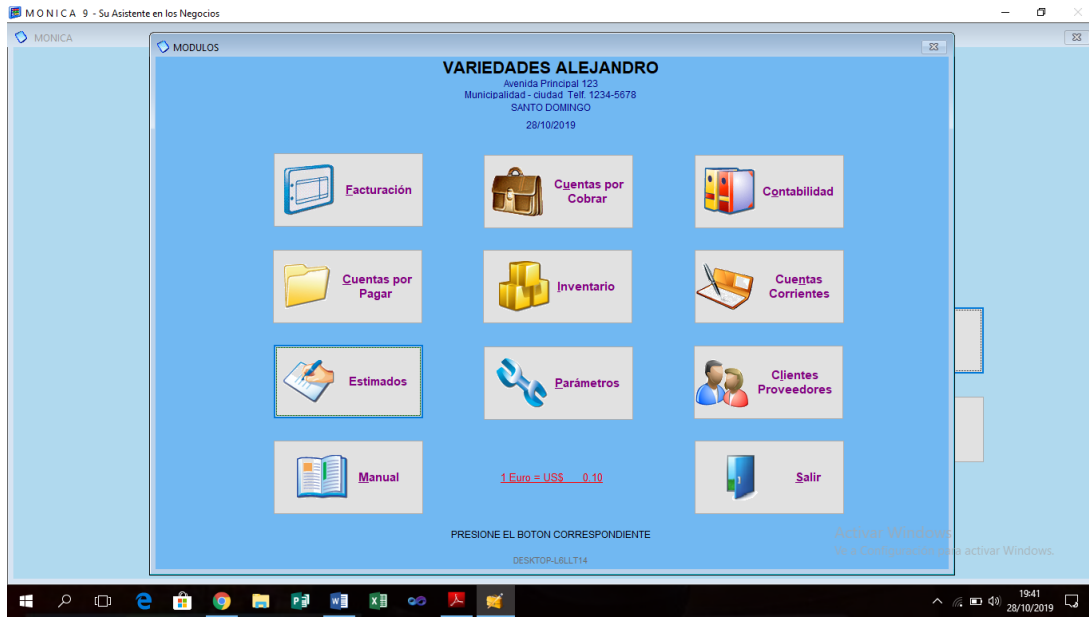 M O N I C A 9 - Su Asistente en los Negocios
MONICA
MODULOS
VARIEDADES ALEJANDRO
Avenida Principal 123
Municipalidad - ciudad Telf. 1234-5678
SANTO DOMINGO
28/10/2019
Facturación
Cuentas por
Cobrar
Contabilidad
Cuentas por
Pagar
Inventario
Cuentas
Corrientes
Estimados
Parámetros
Clientes
Proveedores
Manual
1 Euro = US$ 0.10
Salir
PRESIONE EL BOTON CORRESPONDIENTE
a activar Windows.
DESKTOP-L6LLT14
19:41
28/10/2019